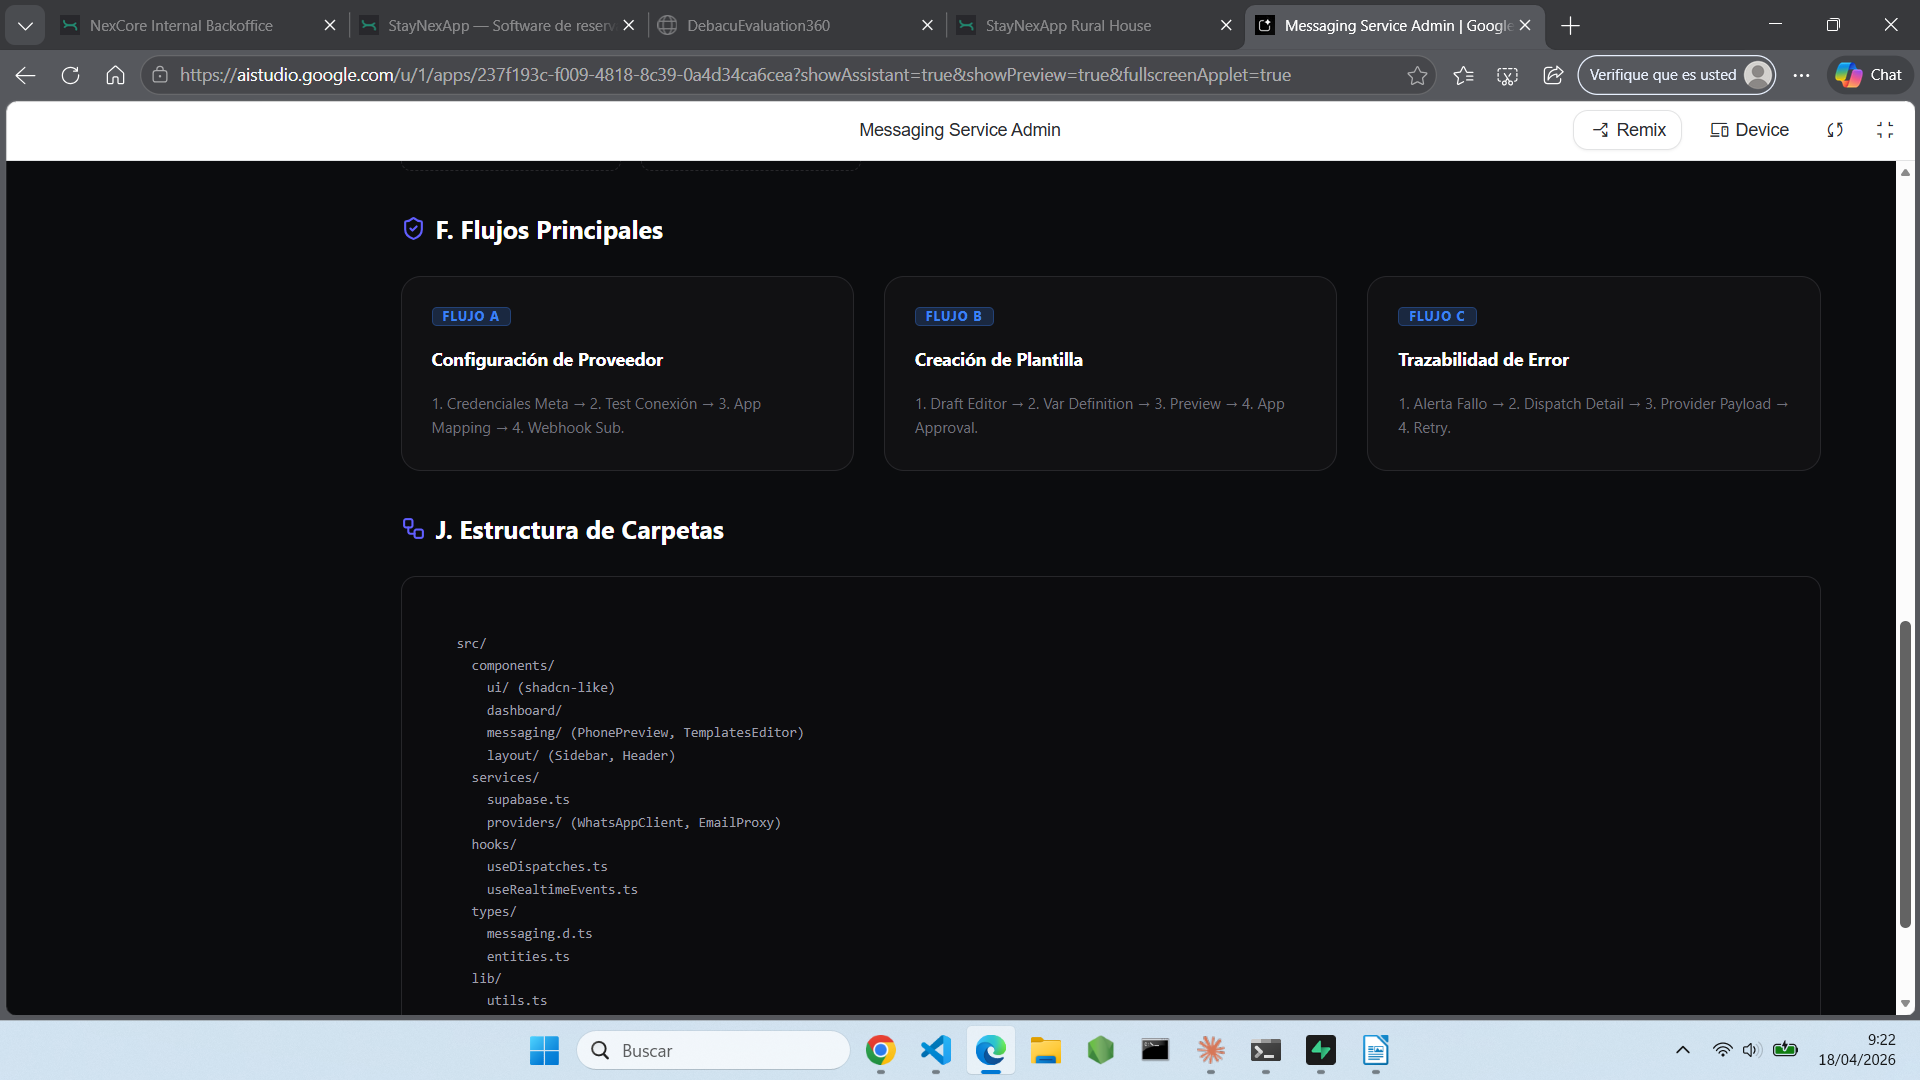 NexCore Internal Backoffice
StayNexApp — Software de reserv
DebacuEvaluation360
StayNexApp Rural House
Messaging Service Admin | Google
https://aistudio.google.com/u/1/apps/237f193c-f009-4818-8c39-0a4d34ca6cea?showAssistant=true&showPreview=true&fullscreenApplet=true
Verifique que es usted
Chat
Messaging Service Admin
Remix
Device
F. Flujos Principales
FLUJO A
Configuración de Proveedor
1. Credenciales Meta → 2. Test Conexión → 3. App
Mapping → 4. Webhook Sub.
FLUJO B
Creación de Plantilla
1. Draft Editor → 2. Var Definition → 3. Preview → 4. App
Approval.
FLUJO C
Trazabilidad de Error
1. Alerta Fallo → 2. Dispatch Detail → 3. Provider Payload →
4. Retry.
J. Estructura de Carpetas
src/
components/
ui/ (shadcn-like)
dashboard/
messaging/ (PhonePreview, TemplatesEditor)
layout/ (Sidebar, Header)
services/
supabase.ts
providers/ (WhatsAppClient, EmailProxy)
hooks/
useDispatches.ts
useRealtimeEvents.ts
types/
messaging.d.ts
entities.ts
lib/
utils.ts
Buscar
9:22
18/04/2026